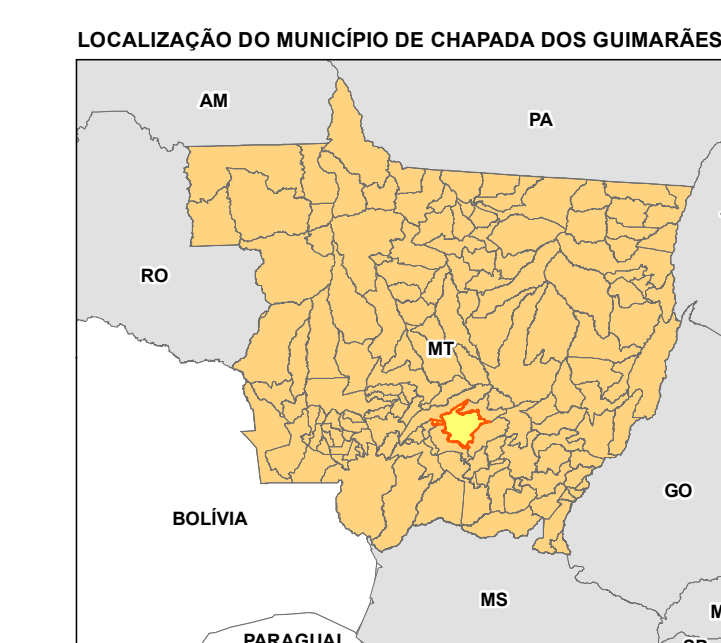 LOCALIZAÇÃO DO MUNICÍPIO DE CHAPADA DOS GUIMARÃES
AM
PA
RO
MT
GO
BOLÍVIA
MS
M
PARAGUAI